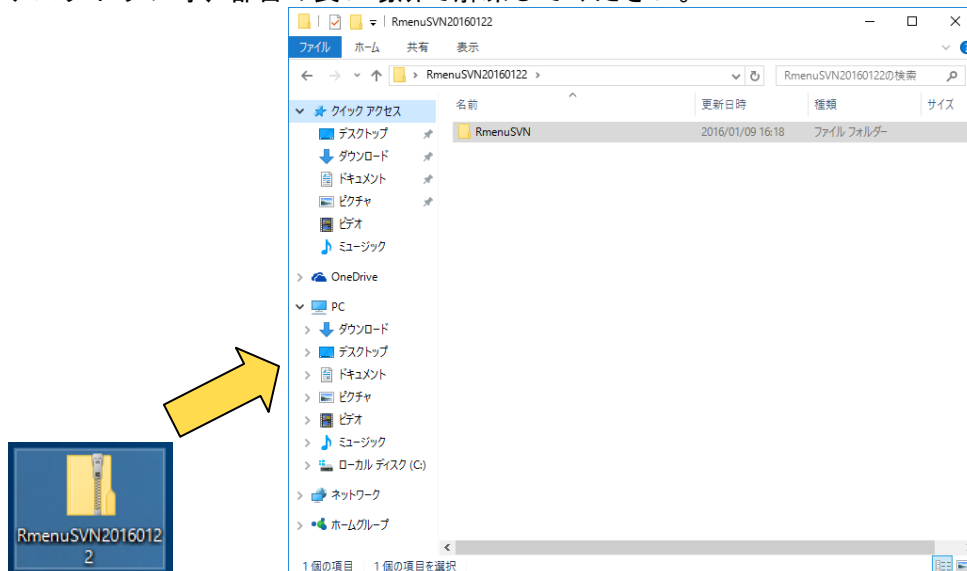 RmenuSVN20160122
ファイル ホーム 共有 表示
RmenuSVN20160122
RmenuSVN20160122の検索
名前 更新日時 種類 サイズ
RmenuSVN 2016/01/09 16:18 ファイル フォルダー
クイック アクセス
デスクトップ
ダウンロード
ドキュメント
ピクチャ
ビデオ
ミュージック
OneDrive
PC
ダウンロード
デスクトップ
ドキュメント
ピクチャ
ビデオ
ミュージック
ローカル ディスク (C:)
ネットワーク
ホームグループ
1 個の項目 1 個の項目を選択
RmenuSVN2016012
2